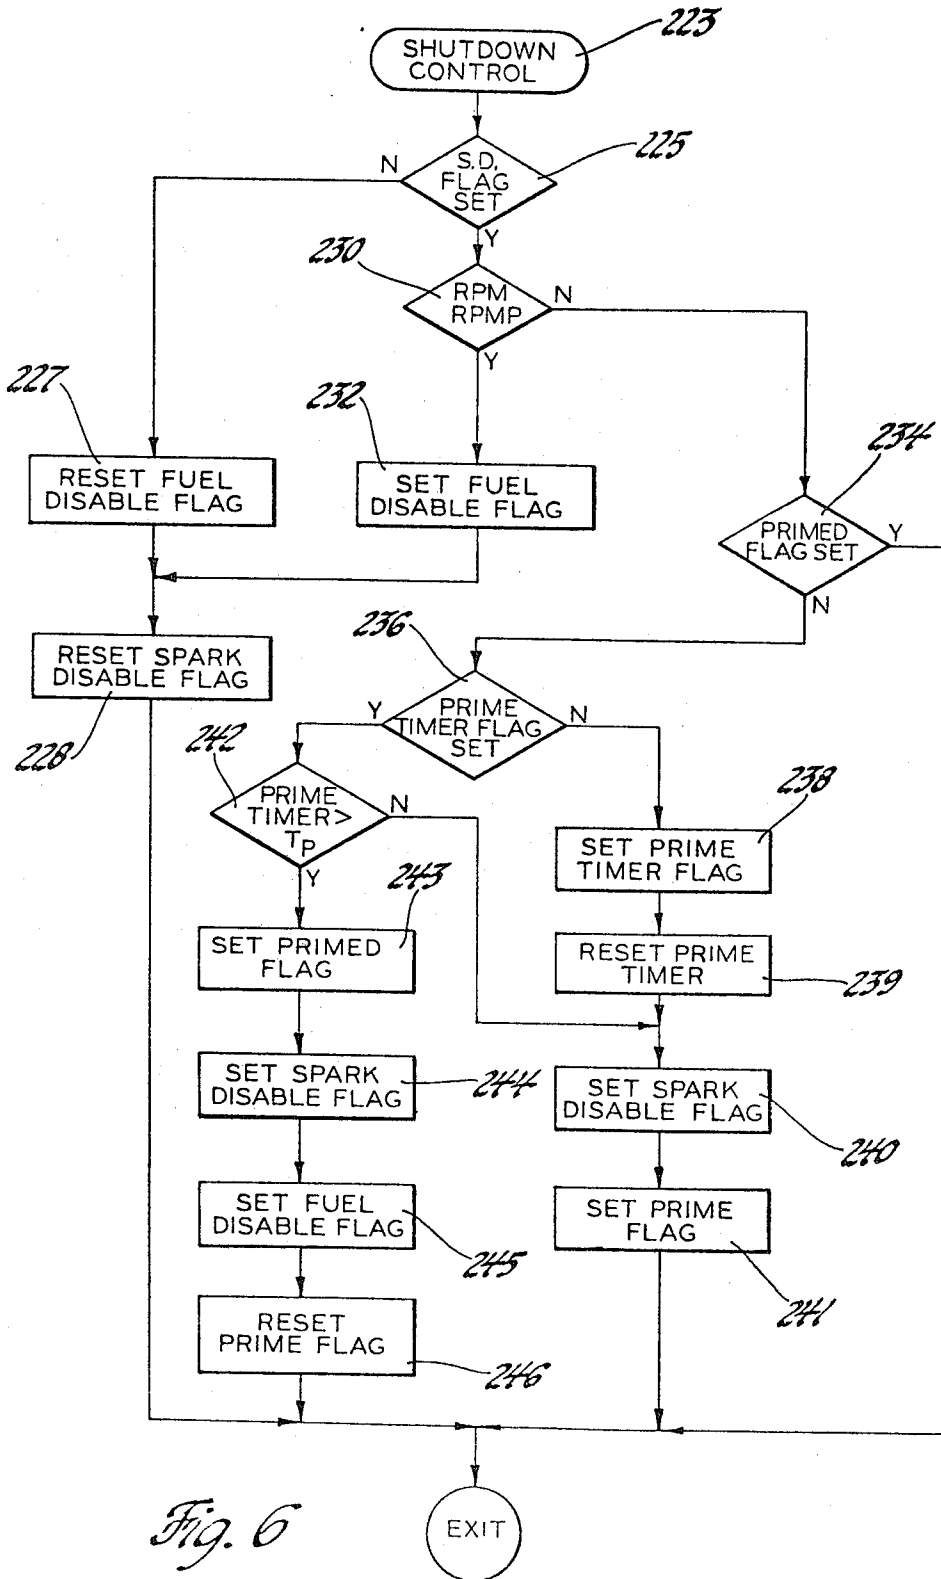 223
SHUTDOWN
CONTROL
225
N
S.D.
FLAG
SET
Y
230
RPM
RPMP
N
Y
227
232
234
RESET FUEL
DISABLE FLAG
SET FUEL
DISABLE FLAG
PRIMED
FLAG SET
Y
N
236
RESET SPARK
DISABLE FLAG
228
Y
PRIME
TIMER FLAG
SET
N
242
PRIME
TIMER >
TP
N
Y
238
SET PRIME
TIMER FLAG
243
SET PRIMED
FLAG
RESET PRIME
TIMER
239
SET SPARK
DISABLE FLAG
244
SET SPARK
DISABLE FLAG
240
SET FUEL
DISABLE FLAG
245
SET PRIME
FLAG
241
RESET
PRIME FLAG
246
EXIT
Fig. 6